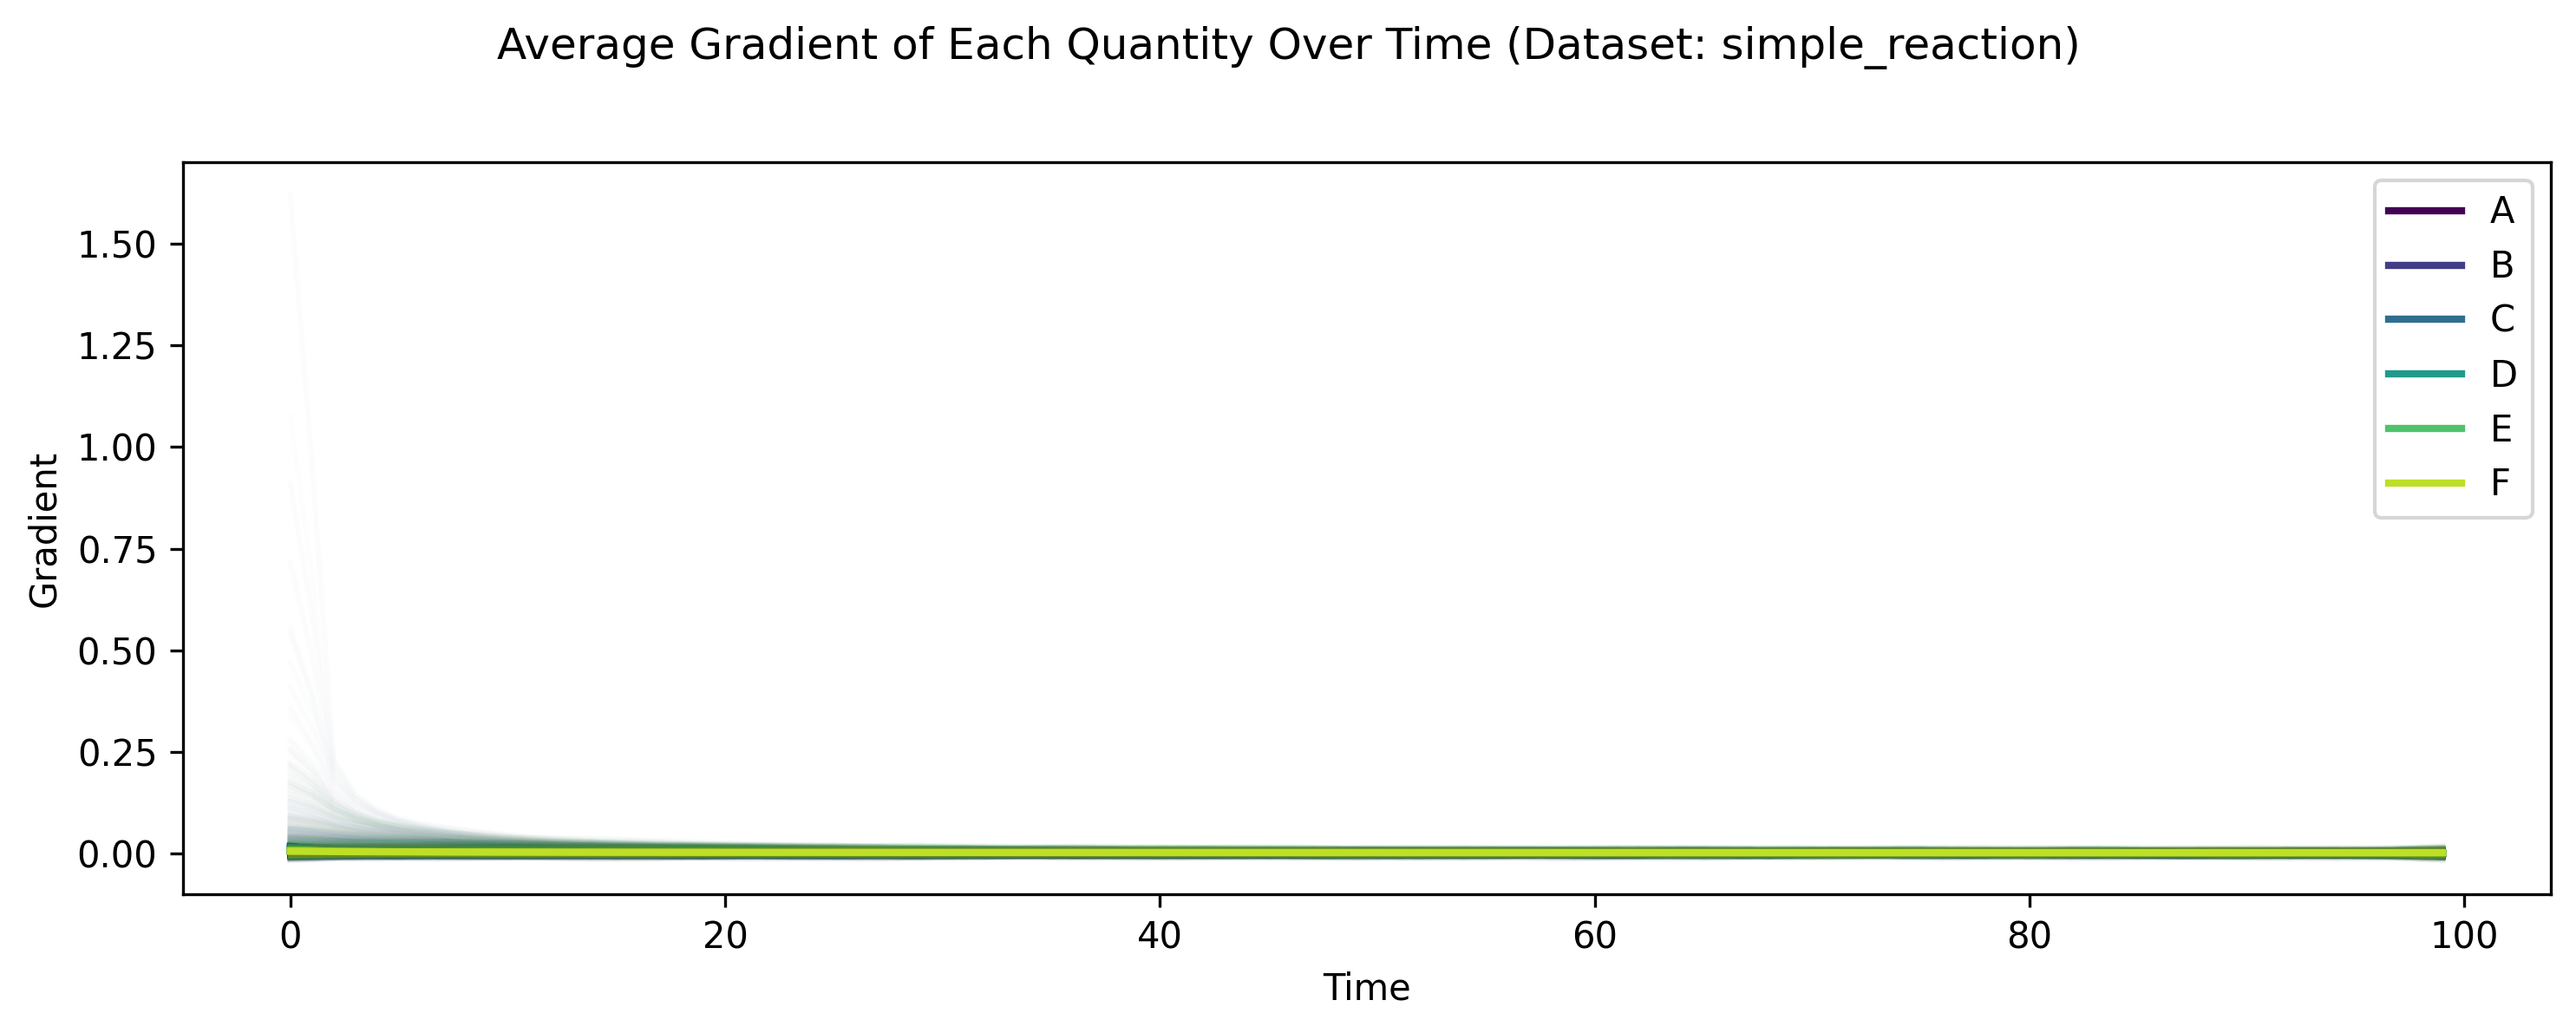 Average Gradient of Each Quantity Over Time (Dataset: simple_reaction)
1.50
1.25
1.00
0.75
0.50
0.25
0.00
Gradient
0
20
40
60
80
100
Time
A
B
C
D
E
F